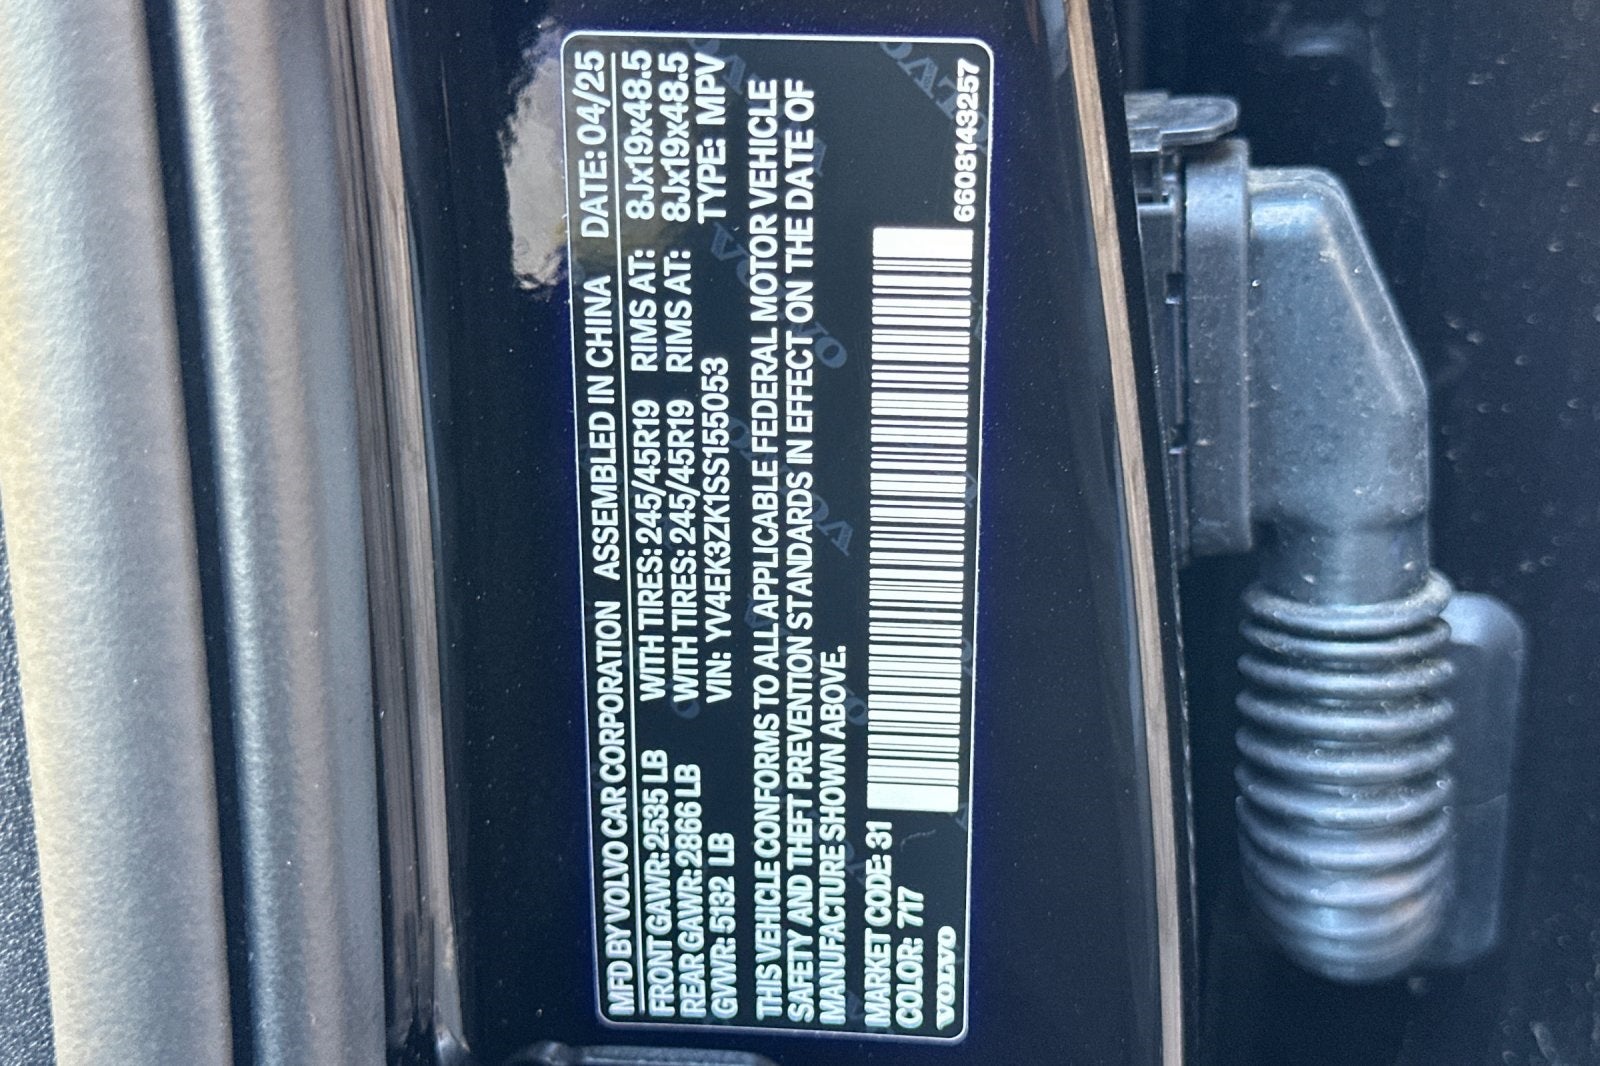 MFD BY VOLVO CAR CORPORATION ASSEMBLED IN CHINA DATE: 04/25
FRONT GAWR: 2535 LB WITH TIRES: 245/45R19 RIMS AT: 8Jx19x48.5
REAR GAWR: 2866 LB WITH TIRES: 245/45R19 RIMS AT: 8Jx19x48.5
GVWR: 5132 LB VIN: YV4EK3ZK1SS155053 TYPE: MPV
THIS VEHICLE CONFORMS TO ALL APPLICABLE FEDERAL MOTOR VEHICLE
SAFETY AND THEFT PREVENTION STANDARDS IN EFFECT ON THE DATE OF
MANUFACTURE SHOWN ABOVE.
MARKET CODE: 31
COLOR: 717
VOLVO
6608143257